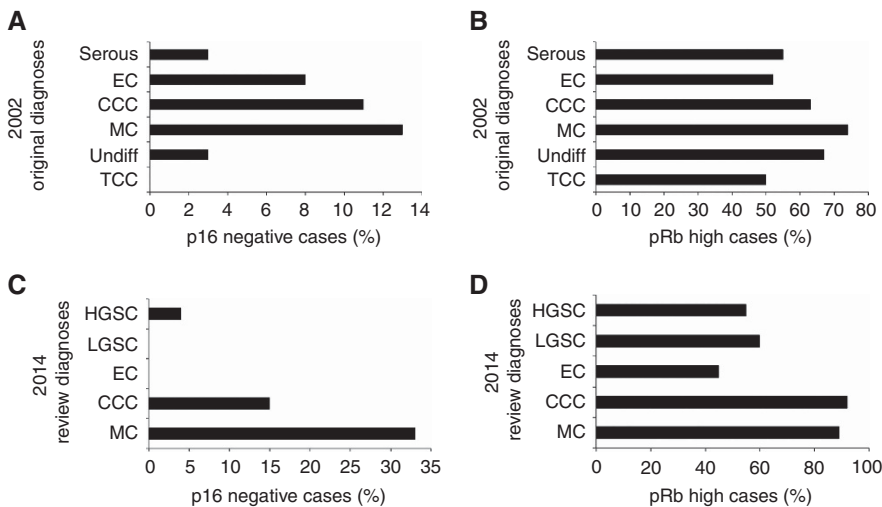 A
2002
original diagnoses
Serous
EC
CCC
MC
Undiff
TCC
0 2 4 6 8 10 12 14
p16 negative cases (%)
B
2002
original diagnoses
Serous
EC
CCC
MC
Undiff
TCC
0 10 20 30 40 50 60 70 80
pRb high cases (%)
C
2014
review diagnoses
HGSC
LGSC
EC
CCC
MC
0 5 10 15 20 25 30 35
p16 negative cases (%)
D
2014
review diagnoses
HGSC
LGSC
EC
CCC
MC
0 20 40 60 80 100
pRb high cases (%)